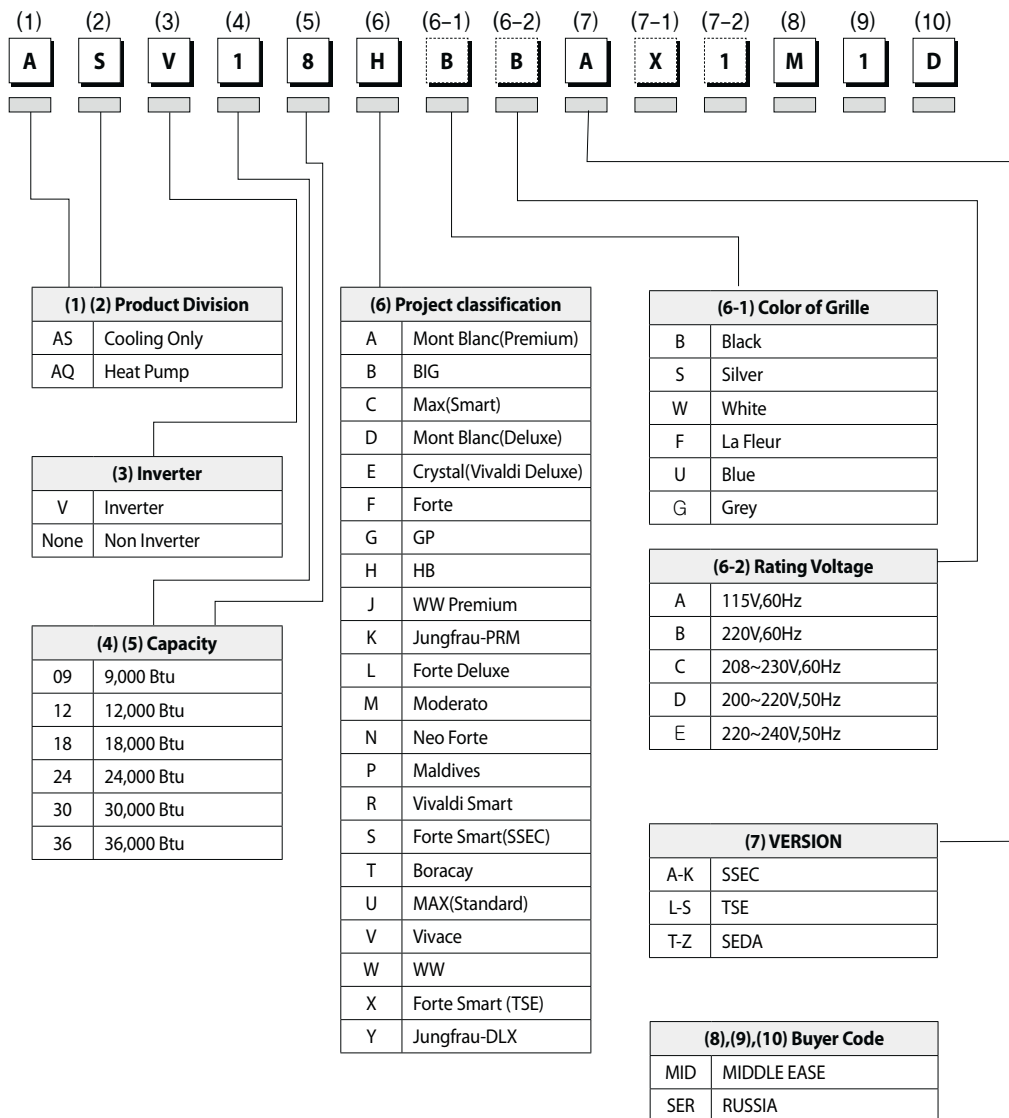 (1) (2) (3) (4) (5) (6) (6-1) (6-2) (7) (7-1) (7-2) (8) (9) (10)
A S V 1 8 H B B A X 1 M 1 D
(1) (2) Product Division
AS Cooling Only
AQ Heat Pump
(3) Inverter
V Inverter
None Non Inverter
(4) (5) Capacity
09 9,000 Btu
12 12,000 Btu
18 18,000 Btu
24 24,000 Btu
30 30,000 Btu
36 36,000 Btu
(6) Project classification
A Mont Blanc(Premium)
B BIG
C Max(Smart)
D Mont Blanc(Deluxe)
E Crystal(Vivaldi Deluxe)
F Forte
G GP
H HB
J WW Premium
K Jungfrau-PRM
L Forte Deluxe
M Moderato
N Neo Forte
P Maldives
R Vivaldi Smart
S Forte Smart(SSEC)
T Boracay
U MAX(Standard)
V Vivace
W WW
X Forte Smart (TSE)
Y Jungfrau-DLX
(6-1) Color of Grille
B Black
S Silver
W White
F La Fleur
U Blue
G Grey
(6-2) Rating Voltage
A 115V,60Hz
B 220V,60Hz
C 208~230V,60Hz
D 200~220V,50Hz
E 220~240V,50Hz
(7) VERSION
A-K SSEC
L-S TSE
T-Z SEDA
(8),(9),(10) Buyer Code
MID MIDDLE EASE
SER RUSSIA